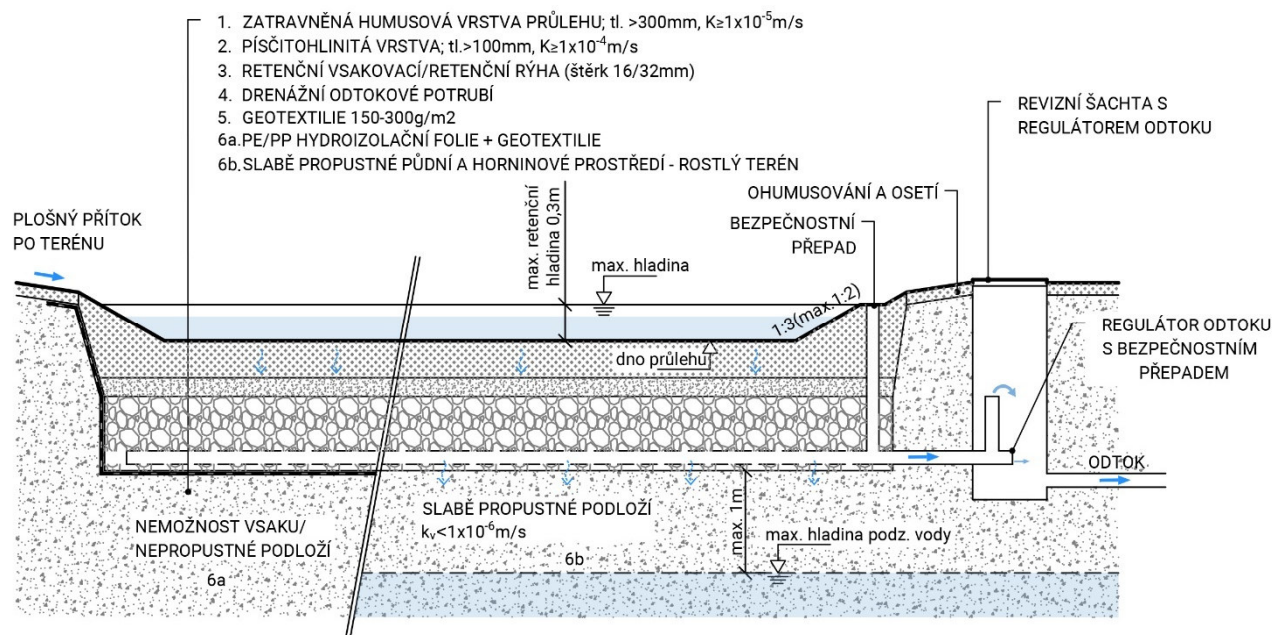 1. ZATRAVNĚNÁ HUMUSOVÁ VRSTVA PRŮLEHU; tl. >300mm, K≥1x10⁻⁵m/s
2. PÍSČITOHLINITÁ VRSTVA; tl.>100mm, K≥1x10⁻⁴m/s
3. RETENČNÍ VSAKOVACÍ/RETENČNÍ RÝHA (štěrk 16/32mm)
4. DRENÁŽNÍ ODTOKOVÉ POTRUBÍ
5. GEOTEXTILIE 150-300g/m2
6a.PE/PP HYDROIZOLAČNÍ FOLIE + GEOTEXTILIE
6b.SLABĚ PROPUSTNÉ PŮDNÍ A HORNINOVÉ PROSTŘEDÍ - ROSTLÝ TERÉN
REVIZNÍ ŠACHTA S
REGULÁTOREM ODTOKU
OHUMUSOVÁNÍ A OSETÍ
PLOŠNÝ PŘÍTOK
PO TERÉNU
BEZPEČNOSTNÍ
PŘEPAD
max. retenční
hladina 0,3m
max. hladina
1:3(max.1:2)
dno průlehu
REGULÁTOR ODTOKU
S BEZPEČNOSTNÍM
PŘEPADEM
ODTOK
NEMOŽNOST VSAKU/
NEPROPUSTNÉ PODLOŽÍ
6a
SLABĚ PROPUSTNÉ PODLOŽÍ
kᵥ<1x10⁻⁶m/s
6b
max. 1m
max. hladina podz. vody